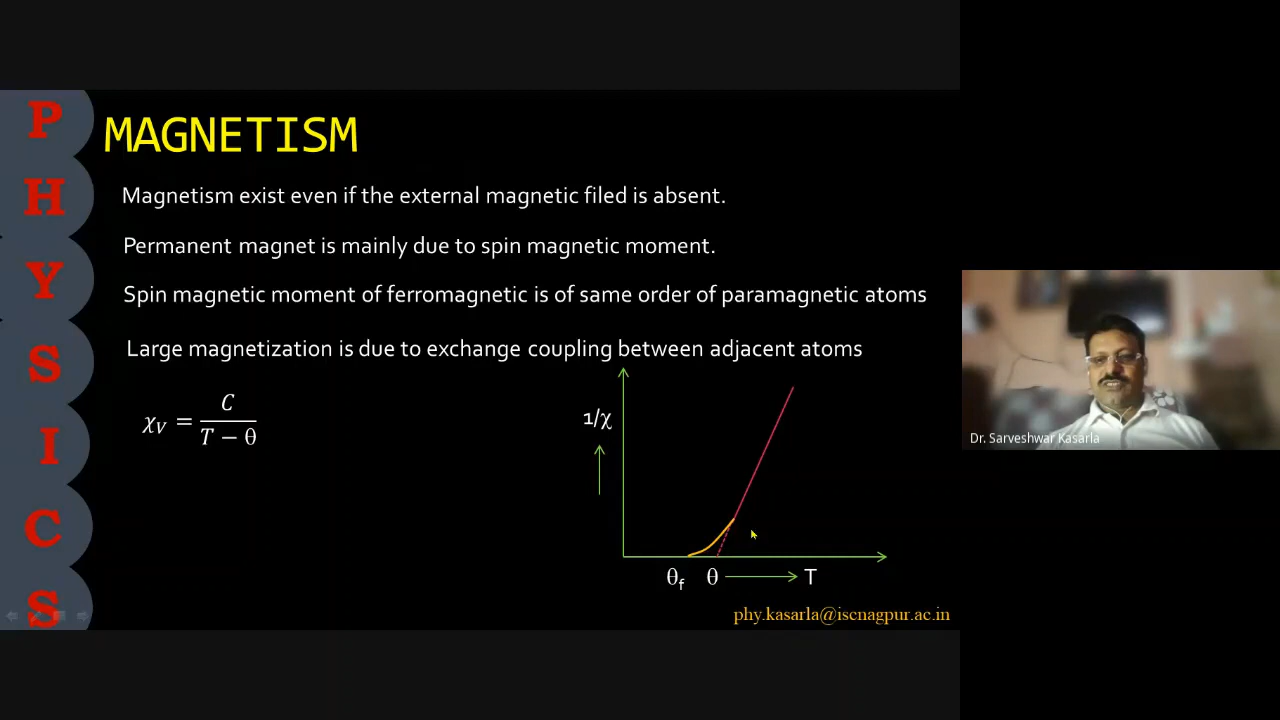 P
H
Y
S
I
C
S
MAGNETISM
Magnetism exist even if the external magnetic filed is absent.
Permanent magnet is mainly due to spin magnetic moment.
Spin magnetic moment of ferromagnetic is of same order of paramagnetic atoms
Large magnetization is due to exchange coupling between adjacent atoms
χ_V = C / (T − θ)
1/χ
θ_f θ T
phy.kasarla@iscnagpur.ac.in
Dr. Sarveshwar Kasarla